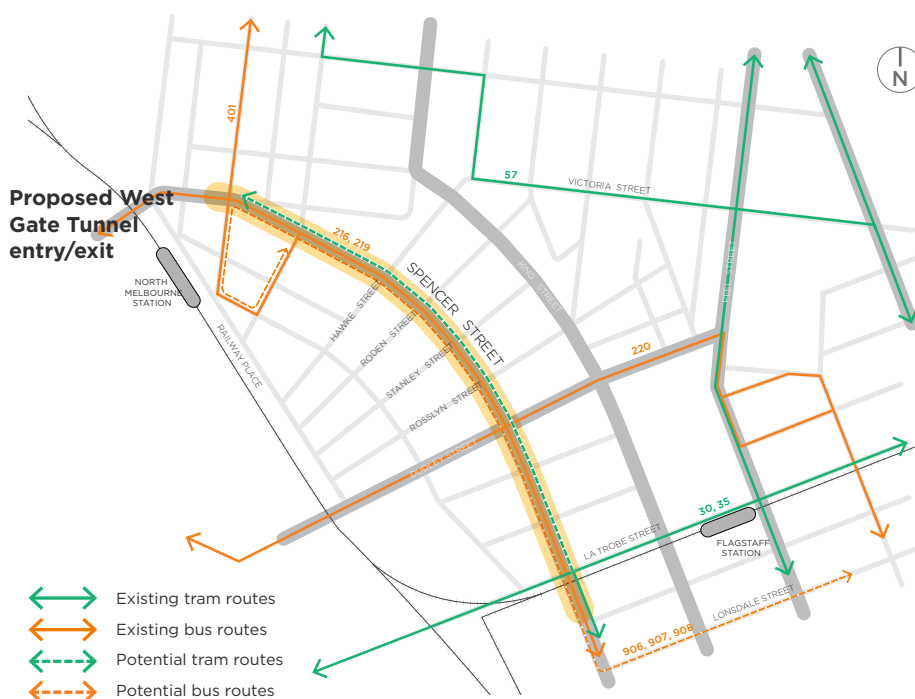 401
N
57
VICTORIA STREET
Proposed West
Gate Tunnel
entry/exit
216, 219
SPENCER STREET
KING STREET
NORTH
MELBOURNE
STATION
HAWKE STREET
RODEN STREET
STANLEY STREET
ROSSLYN STREET
RAILWAY PLACE
220
DUDLEY STREET
30, 35
LA TROBE STREET
FLAGSTAFF
STATION
LONSDALE STREET
906, 907, 908
Existing tram routes
Existing bus routes
Potential tram routes
Potential bus routes